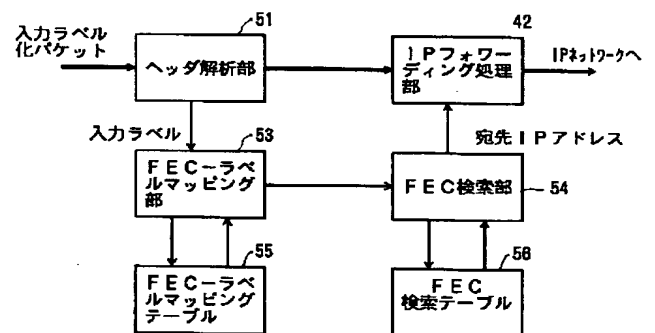 入力ラベル
化パケット
51
ヘッダ解析部
42
IPフォワー
ディング処理
部
IPネットワークへ
入力ラベル
53
FEC－ラベ
ルマッピング
部
宛先IPアドレス
FEC検索部
54
55
FEC－ラベ
ルマッピング
テーブル
56
FEC
検索テーブル